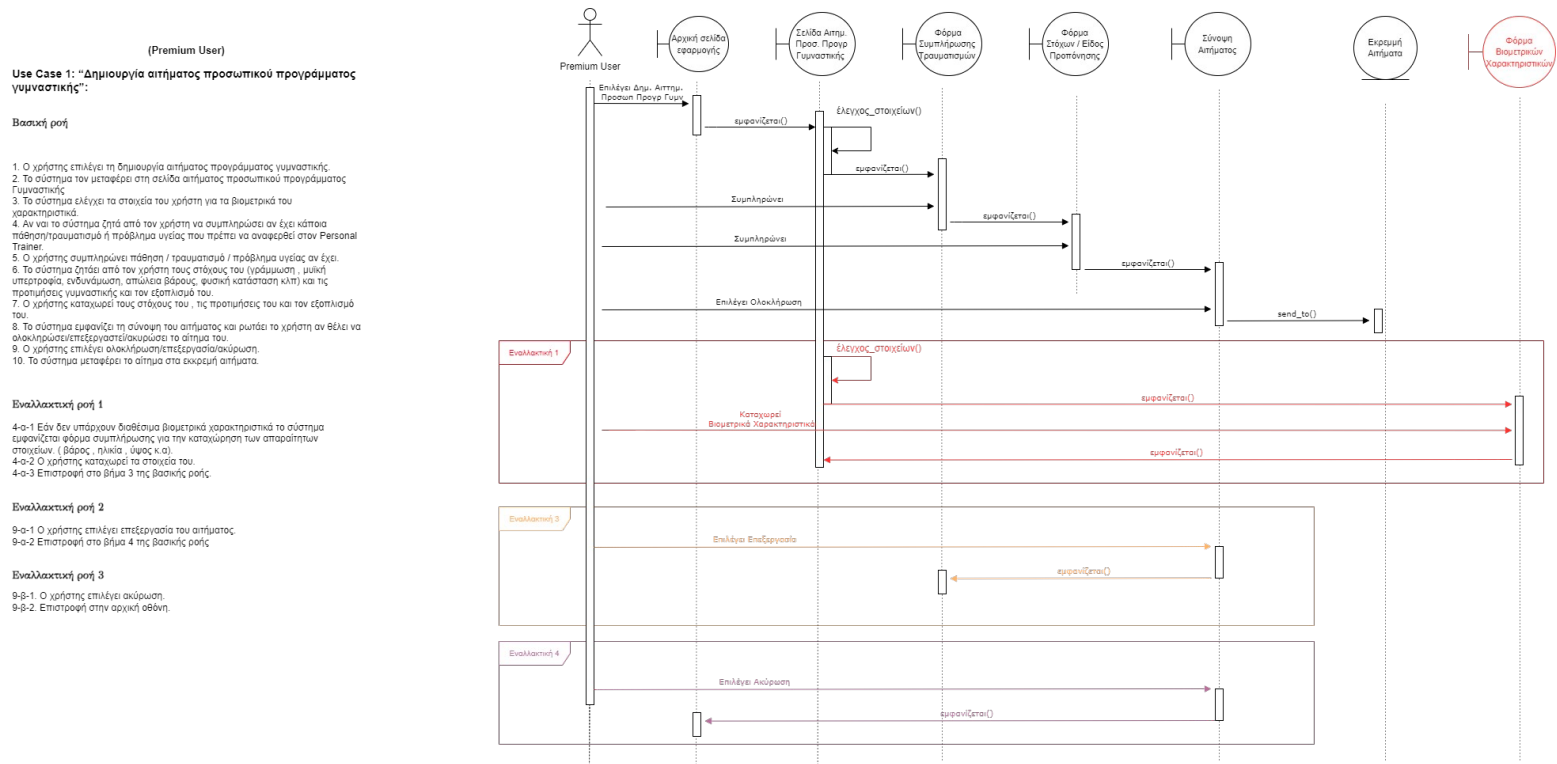 (Premium User)
Use Case 1: “Δημιουργία αιτήματος προσωπικού προγράμματος
γυμναστικής”:
Βασική ροή
1. Ο χρήστης επιλέγει τη δημιουργία αιτήματος προγράμματος γυμναστικής.
2. Το σύστημα τον μεταφέρει στη σελίδα αιτήματος προσωπικού προγράμματος
Γυμναστικής
3. Το σύστημα ελέγχει τα στοιχεία του χρήστη για τα βιομετρικά του
χαρακτηριστικά.
4. Αν ναι το σύστημα ζητά από τον χρήστη να συμπληρώσει αν έχει κάποια
πάθηση/τραυματισμό ή πρόβλημα υγείας που πρέπει να αναφερθεί στον Personal
Trainer.
5. Ο χρήστης συμπληρώνει πάθηση / τραυματισμό / πρόβλημα υγείας αν έχει.
6. Το σύστημα ζητάει από τον χρήστη τους στόχους του (γράμμωση , μυϊκή
υπερτροφία, ενδυνάμωση, απώλεια βάρους, φυσική κατάσταση κλπ) και τις
προτιμήσεις γυμναστικής και τον εξοπλισμό του.
7. Ο χρήστης καταχωρεί τους στόχους του , τις προτιμήσεις του και τον εξοπλισμό
του.
8. Το σύστημα εμφανίζει τη σύνοψη του αιτήματος και ρωτάει το χρήστη αν θέλει να
ολοκληρώσει/επεξεργαστεί/ακυρώσει το αίτημα του.
9. Ο χρήστης επιλέγει ολοκλήρωση/επεξεργασία/ακύρωση.
10. Το σύστημα μεταφέρει το αίτημα στα εκκρεμή αιτήματα.
Εναλλακτική ροή 1
4-α-1 Εάν δεν υπάρχουν διαθέσιμα βιομετρικά χαρακτηριστικά το σύστημα
εμφανίζεται φόρμα συμπλήρωσης για την καταχώρηση των απαραίτητων
στοιχείων. ( βάρος , ηλικία , ύψος κ.α).
4-α-2 Ο χρήστης καταχωρεί τα στοιχεία του.
4-α-3 Επιστροφή στο βήμα 3 της βασικής ροής.
Εναλλακτική ροή 2
9-α-1 Ο χρήστης επιλέγει επεξεργασία του αιτήματος.
9-α-2 Επιστροφή στο βήμα 4 της βασικής ροής
Εναλλακτική ροή 3
9-β-1. Ο χρήστης επιλέγει ακύρωση.
9-β-2. Επιστροφή στην αρχική οθόνη.
Premium User
Αρχική σελίδα
εφαρμογής
Σελίδα Αιτημ.
Προσ. Προγρ
Γυμναστικής
Φόρμα
Συμπλήρωσης
Τραυματισμών
Φόρμα
Στόχων / Είδος
Προπόνησης
Σύνοψη
Αιτήματος
Εκρεμμή
Αιτήματα
Φόρμα
Βιομετρικών
Χαρακτηριστικών
Επιλέγει Δημ. Αιττημ.
Προσωπ Προγρ Γυμν
εμφανίζεται()
έλεγχος_στοιχείων()
εμφανίζεται()
Συμπληρώνει
εμφανίζεται()
Συμπληρώνει
εμφανίζεται()
Επιλέγει Ολοκλήρωση
send_to()
Εναλλακτική 1
έλεγχος_στοιχείων()
εμφανίζεται()
Καταχωρεί
Βιομετρικά Χαρακτηριστικά
εμφανίζεται()
Εναλλακτική 3
Επιλέγει Επεξεργασία
εμφανίζεται()
Εναλλακτική 4
Επιλέγει Ακύρωση
εμφανίζεται()